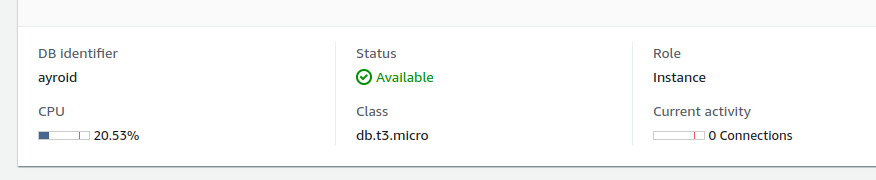 DB identifier
ayroid
CPU
20.53%
Status
Available
Class
db.t3.micro
Role
Instance
Current activity
0 Connections